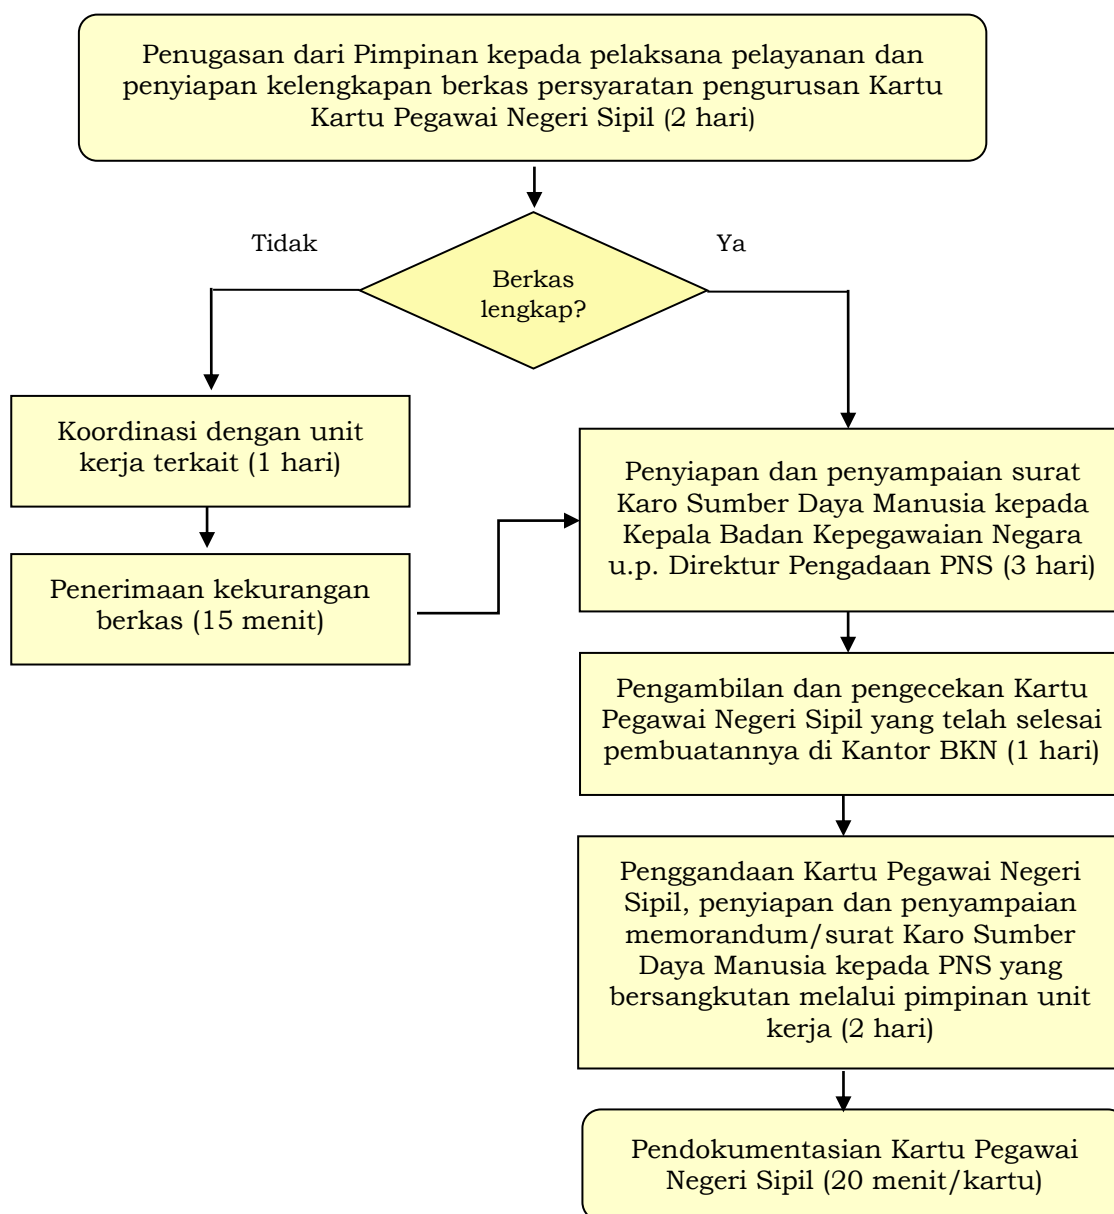 Penugasan dari Pimpinan kepada pelaksana pelayanan dan
penyiapan kelengkapan berkas persyaratan pengurusan Kartu
Kartu Pegawai Negeri Sipil (2 hari)
Tidak
Ya
Berkas
lengkap?
Koordinasi dengan unit
kerja terkait (1 hari)
Penerimaan kekurangan
berkas (15 menit)
Penyiapan dan penyampaian surat
Karo Sumber Daya Manusia kepada
Kepala Badan Kepegawaian Negara
u.p. Direktur Pengadaan PNS (3 hari)
Pengambilan dan pengecekan Kartu
Pegawai Negeri Sipil yang telah selesai
pembuatannya di Kantor BKN (1 hari)
Penggandaan Kartu Pegawai Negeri
Sipil, penyiapan dan penyampaian
memorandum/surat Karo Sumber
Daya Manusia kepada PNS yang
bersangkutan melalui pimpinan unit
kerja (2 hari)
Pendokumentasian Kartu Pegawai
Negeri Sipil (20 menit/kartu)